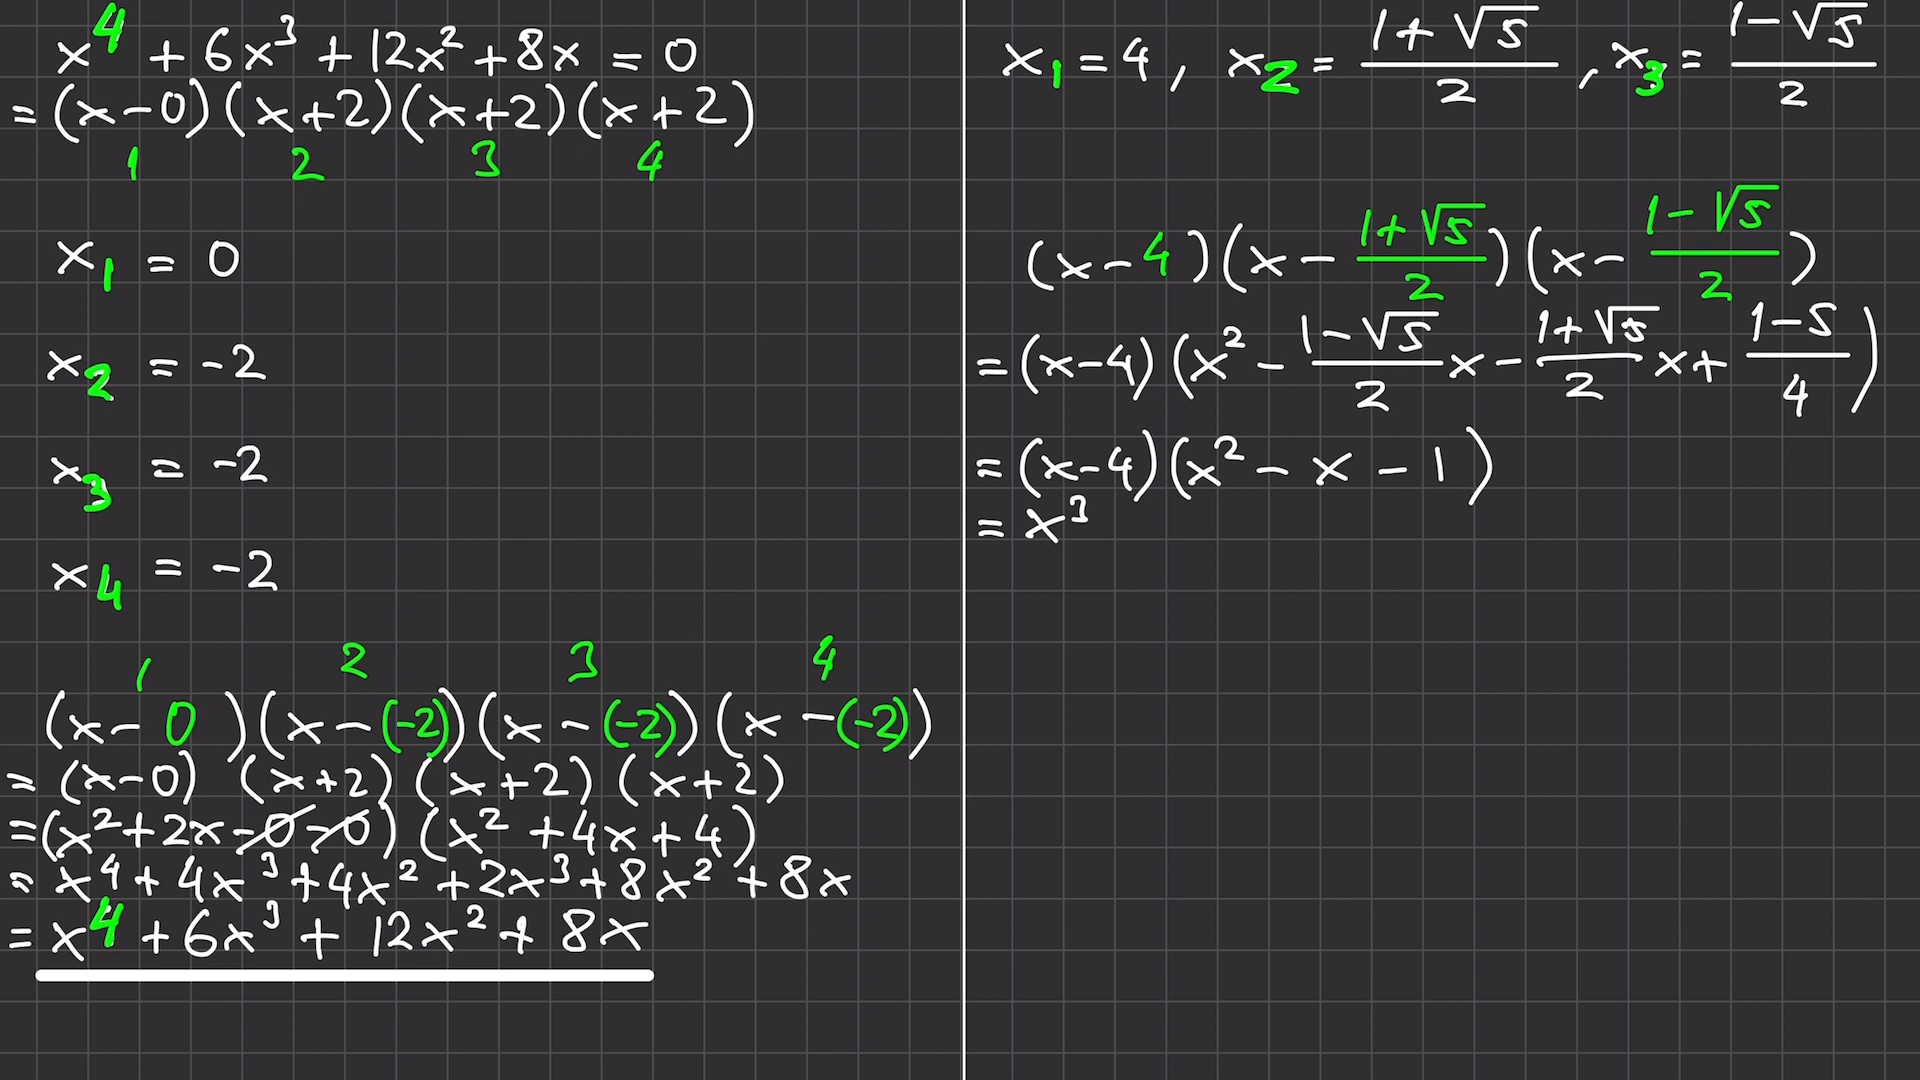 x⁴ + 6x³ + 12x² + 8x = 0
= (x-0)(x+2)(x+2)(x+2)
1 2 3 4
x₁ = 0
x₂ = -2
x₃ = -2
x₄ = -2
1 2 3 4
(x- 0 )(x-(-2))(x-(-2))(x-(-2))
= (x-0) (x+2) (x+2) (x+2)
=(x²+2x-0-0) (x²+4x+4)
= x⁴+4x³+4x²+2x³+8x²+8x
= x⁴+6x³+12x²+8x
x₁=4, x₂= (1+√5)/2, x₃= (1-√5)/2
(x-4)(x- (1+√5)/2)(x- (1-√5)/2)
= (x-4)(x² - (1-√5)/2 x - (1+√5)/2 x + (1-5)/4)
= (x-4)(x² - x - 1)
= x³